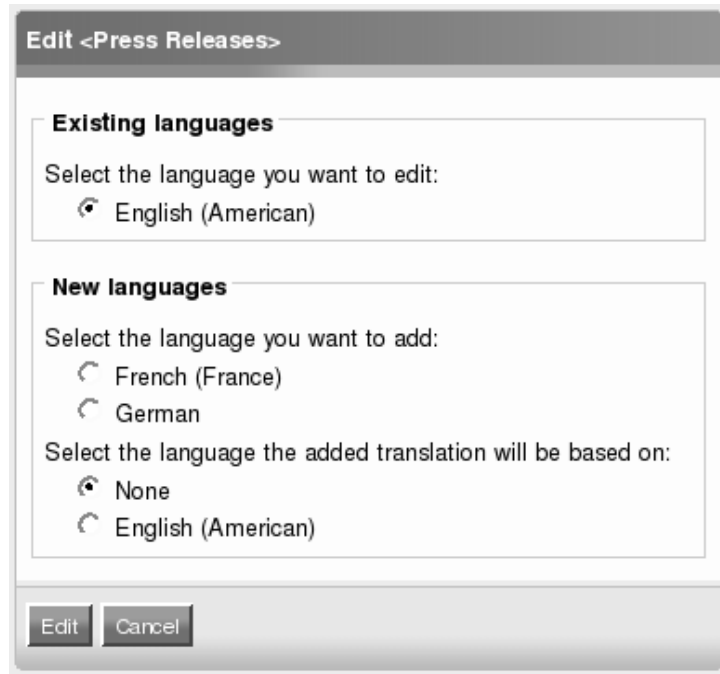 Edit <Press Releases>
Existing languages
Select the language you want to edit:
English (American)
New languages
Select the language you want to add:
French (France)
German
Select the language the added translation will be based on:
None
English (American)
Edit Cancel